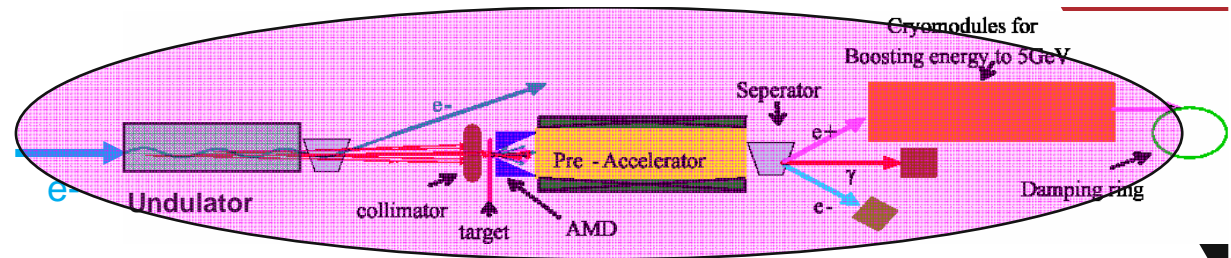 Cryomodules for
Boosting energy to 5GeV
Seperator
e-
e+
Pre - Accelerator
γ
e-
Undulator
collimator
e-
Damping ring
target
AMD